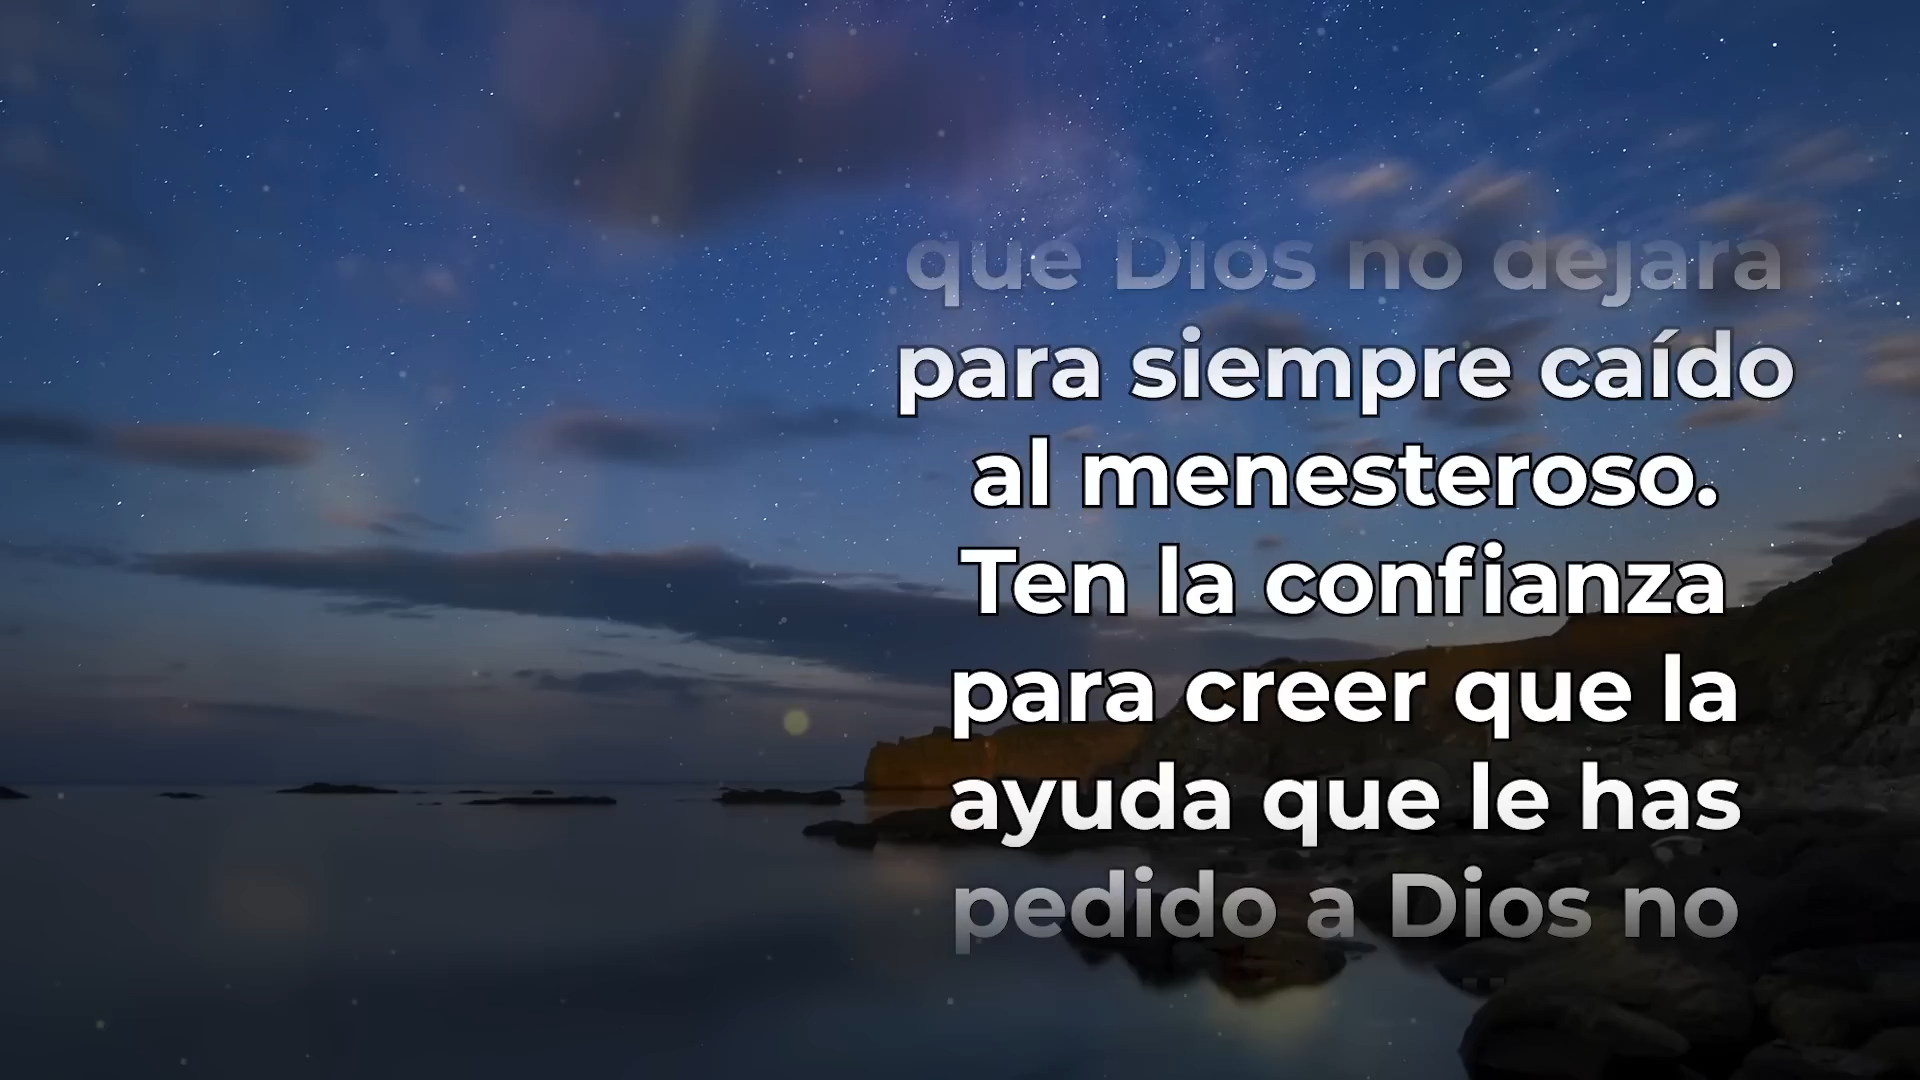 que Dios no dejara
para siempre caído
al menesteroso.
Ten la confianza
para creer que la
ayuda que le has
pedido a Dios no